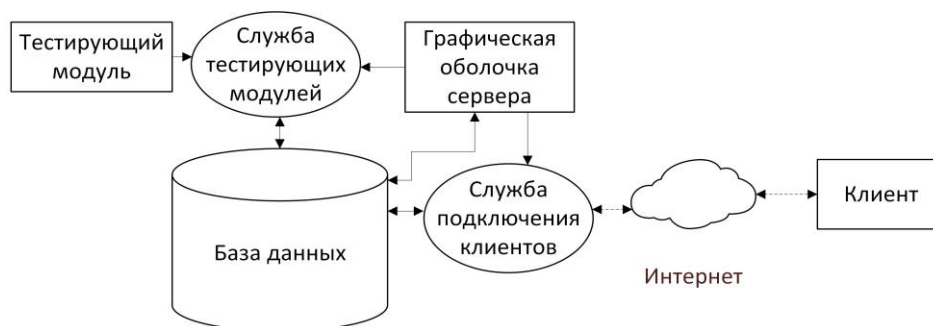 Тестирующий
модуль
Служба
тестирующих
модулей
Графическая
оболочка
сервера
База данных
Служба
подключения
клиентов
Интернет
Клиент